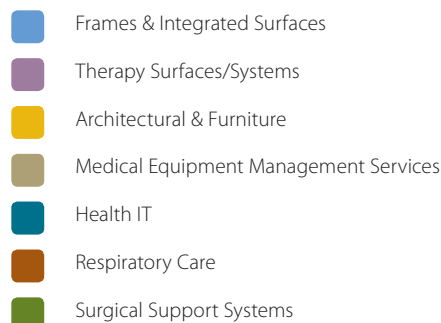 Frames & Integrated Surfaces
Therapy Surfaces/Systems
Architectural & Furniture
Medical Equipment Management Services
Health IT
Respiratory Care
Surgical Support Systems